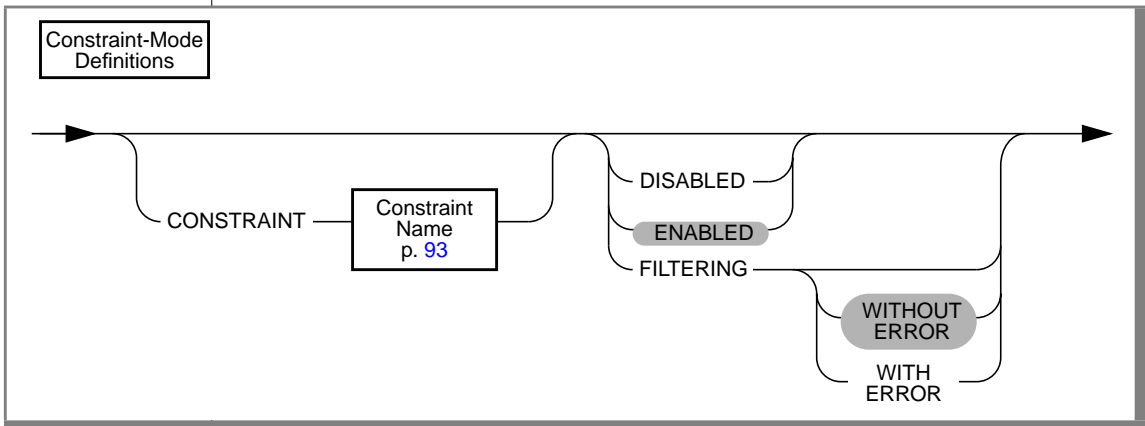 Constraint-Mode
Definitions
DISABLED
CONSTRAINT
Constraint
Name
p. 93
ENABLED
FILTERING
WITHOUT
ERROR
WITH
ERROR